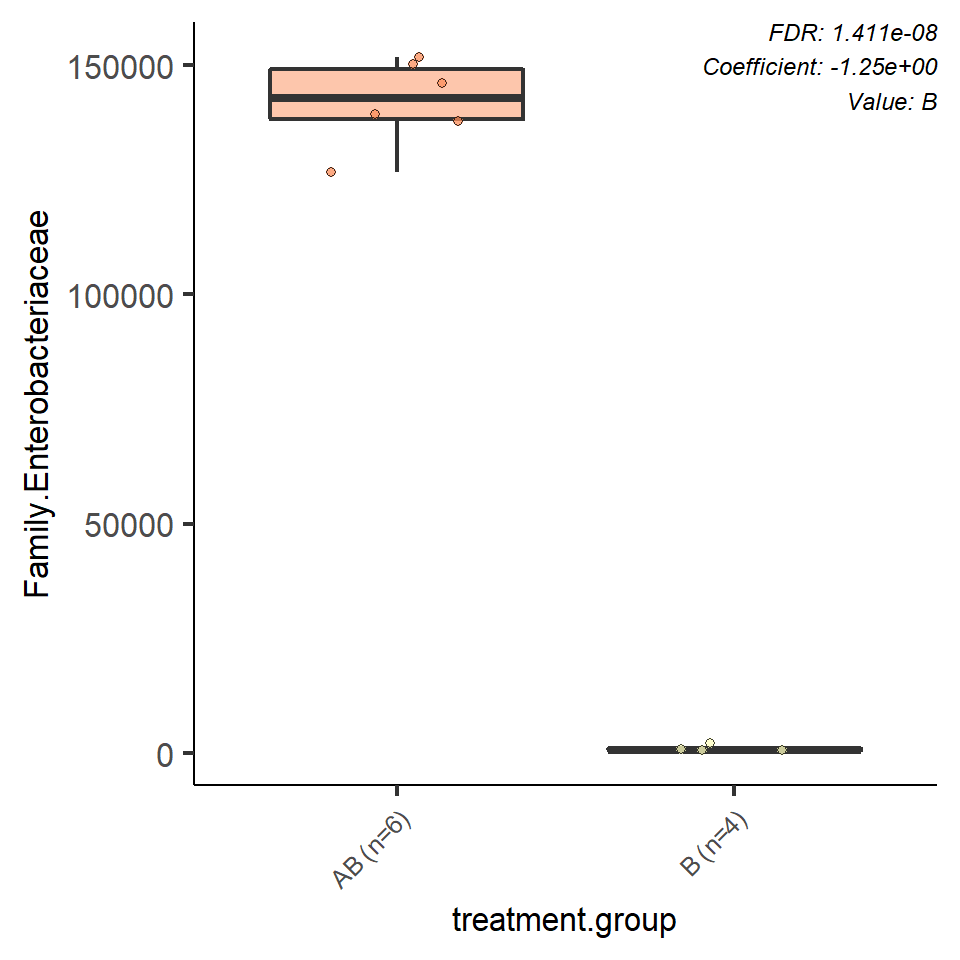 FDR: 1.411e-08
Coefficient: -1.25e+00
Value: B
Family.Enterobacteriaceae
150000
100000
50000
0
AB (n=6)
B (n=4)
treatment.group